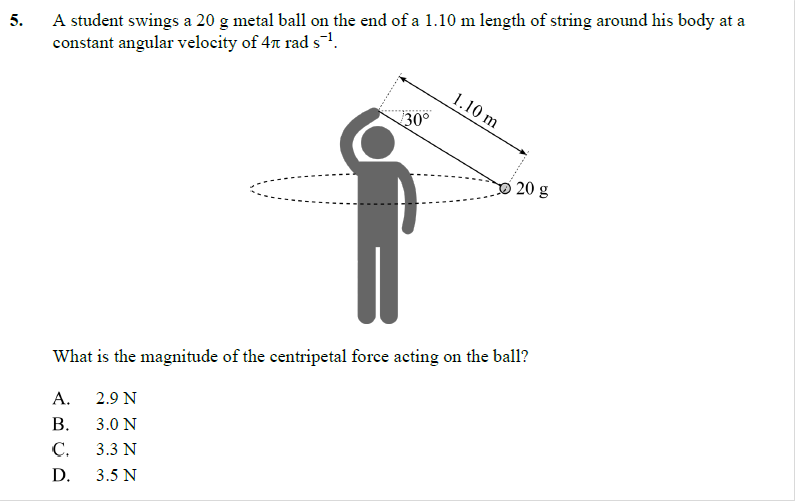 5. A student swings a 20 g metal ball on the end of a 1.10 m length of string around his body at a
constant angular velocity of 4π rad s⁻¹.
1.10 m
30°
20 g
What is the magnitude of the centripetal force acting on the ball?
A. 2.9 N
B. 3.0 N
C. 3.3 N
D. 3.5 N